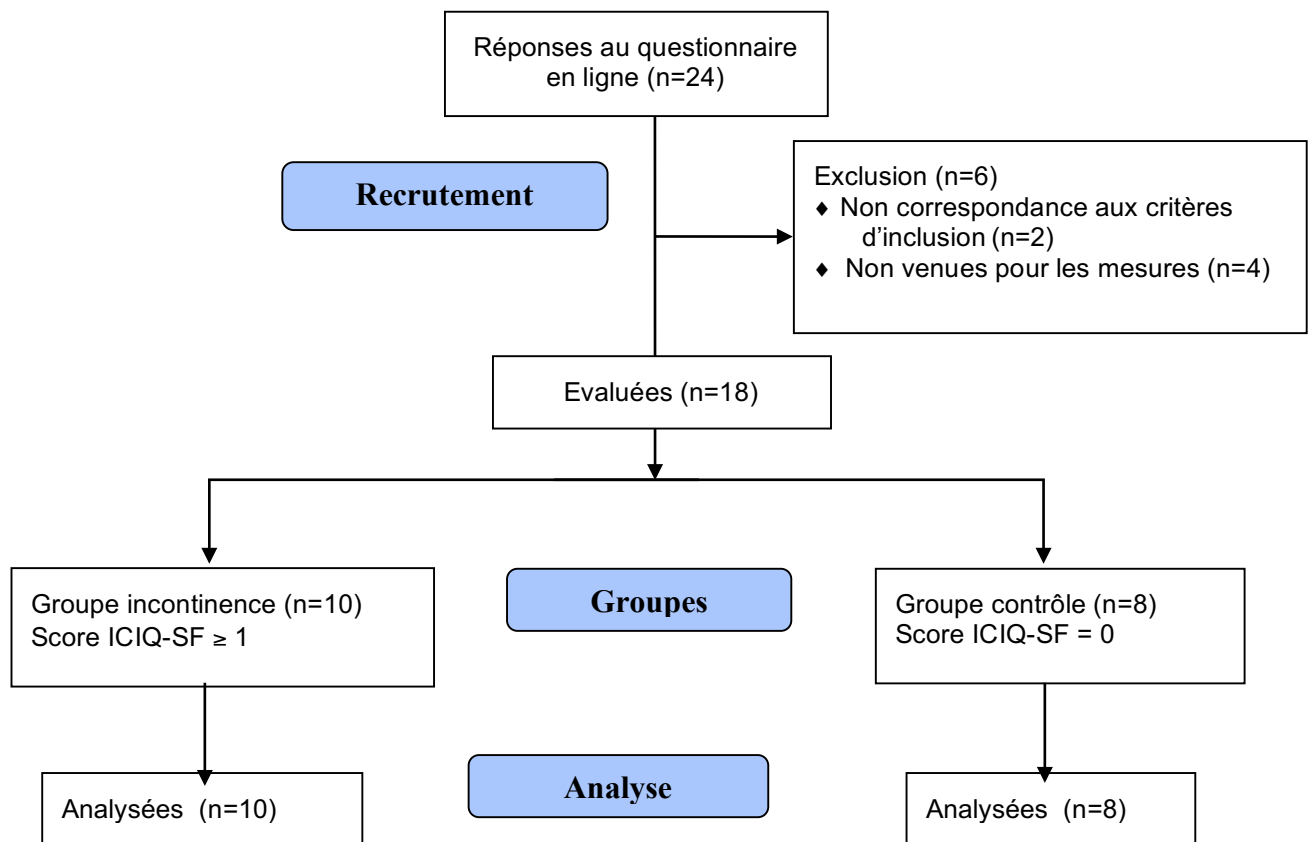 Réponses au questionnaire
en ligne (n=24)
Recrutement
Exclusion (n=6)
♦ Non correspondance aux critères
d’inclusion (n=2)
♦ Non venues pour les mesures (n=4)
Evaluées (n=18)
Groupe incontinence (n=10)
Score ICIQ-SF ≥ 1
Groupes
Groupe contrôle (n=8)
Score ICIQ-SF = 0
Analyse
Analysées (n=10)
Analysées (n=8)